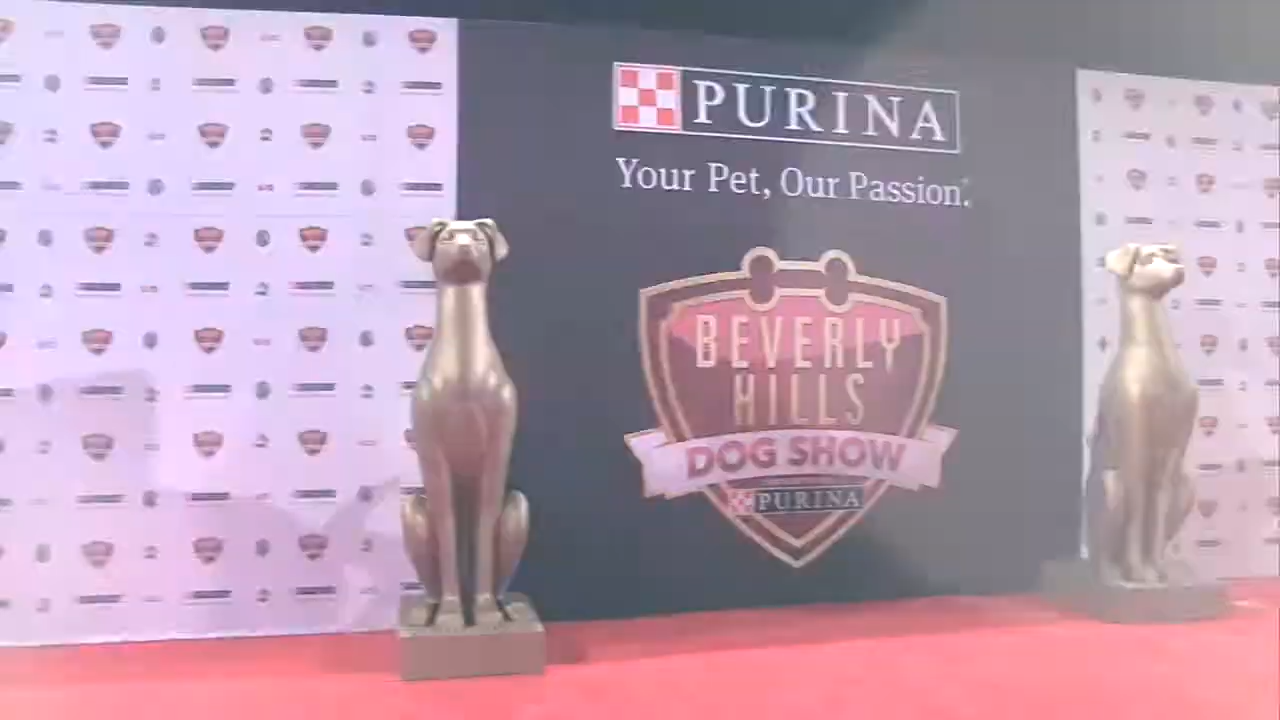 PURINA
Your Pet, Our Passion.
BEVERLY
HILLS
DOG SHOW
PURINA